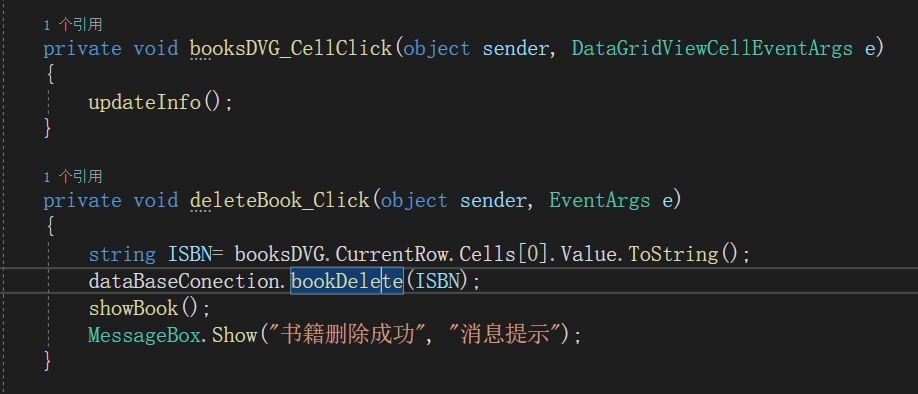 1 个引用
private void booksDVG_CellClick(object sender, DataGridViewCellEventArgs e)
{
updateInfo();
}
1 个引用
private void deleteBook_Click(object sender, EventArgs e)
{
string ISBN= booksDVG.CurrentRow.Cells[0].Value.ToString();
dataBaseConection.bookDelete(ISBN);
showBook();
MessageBox.Show("书籍删除成功", "消息提示");
}